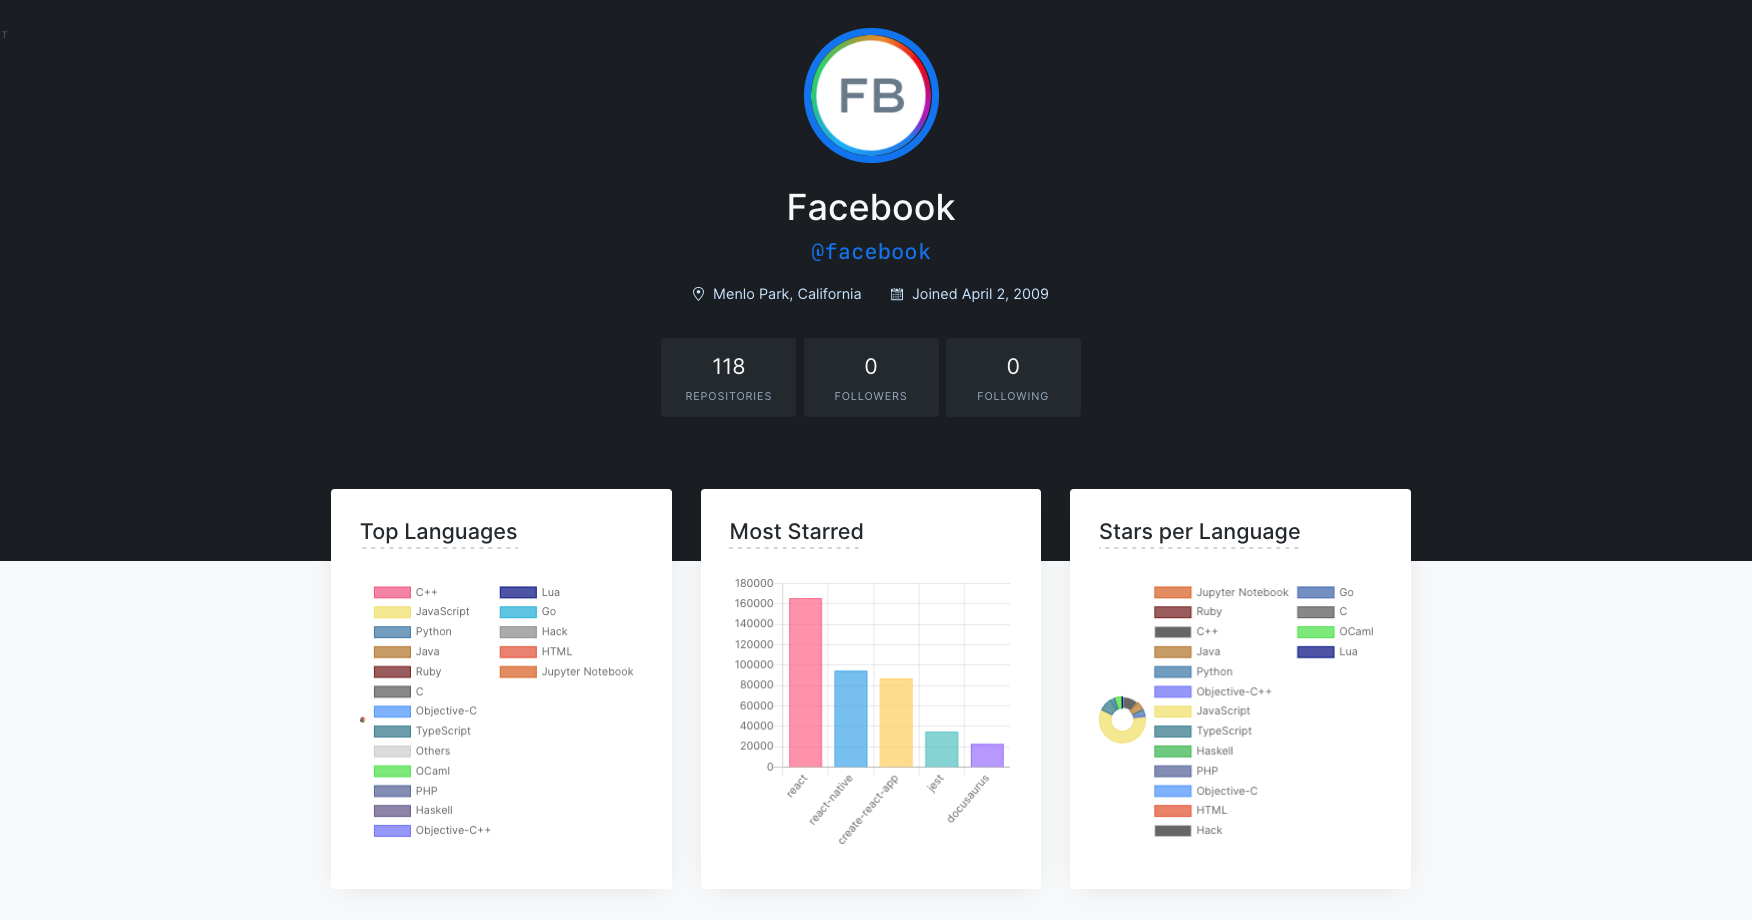 T
FB
Facebook
@facebook
Menlo Park, California Joined April 2, 2009
118 0 0
REPOSITORIES FOLLOWERS FOLLOWING
Top Languages
C++
JavaScript
Python
Java
Ruby
C
Objective-C
TypeScript
Others
OCaml
PHP
Haskell
Objective-C++
Lua
Go
Hack
HTML
Jupyter Notebook
Most Starred
180000
160000
140000
120000
100000
80000
60000
40000
20000
0
react
react-native
create-react-app
jest
docusaurus
Stars per Language
Jupyter Notebook
Ruby
C++
Java
Python
Objective-C++
JavaScript
TypeScript
Haskell
PHP
Objective-C
HTML
Hack
Go
C
OCaml
Lua